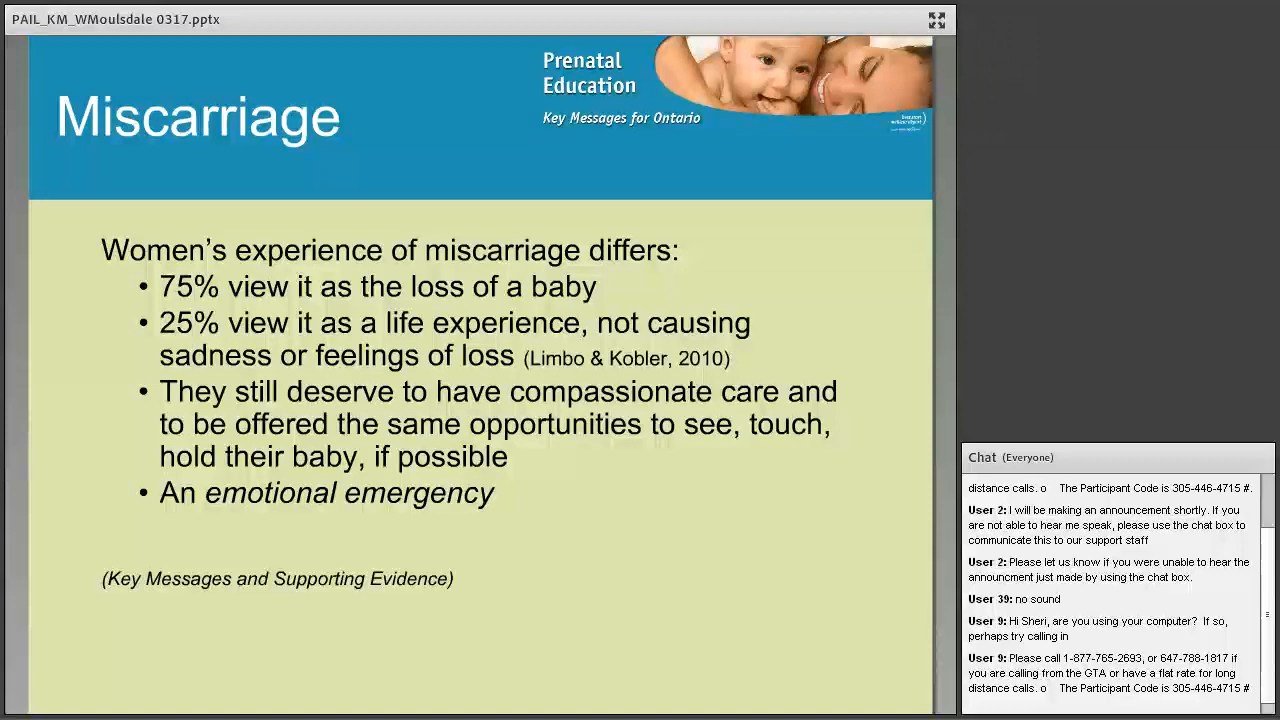 PAIL_KM_WMoulsdale 0317.pptx
Prenatal
Education
Key Messages for Ontario
Miscarriage
Women’s experience of miscarriage differs:
• 75% view it as the loss of a baby
• 25% view it as a life experience, not causing
sadness or feelings of loss (Limbo & Kobler, 2010)
• They still deserve to have compassionate care and
to be offered the same opportunities to see, touch,
hold their baby, if possible
• An emotional emergency
(Key Messages and Supporting Evidence)
Chat (Everyone)
distance calls. o The Participant Code is 305-446-4715 #.
User 2: I will be making an announcement shortly. If you
are not able to hear me speak, please use the chat box to
communicate this to our support staff
User 2: Please let us know if you were unable to hear the
announcment just made by using the chat box.
User 39: no sound
User 9: Hi Sheri, are you using your computer? If so,
perhaps try calling in
User 9: Please call 1-877-765-2693, or 647-788-1817 if
you are calling from the GTA or have a flat rate for long
distance calls. o The Participant Code is 305-446-4715 #